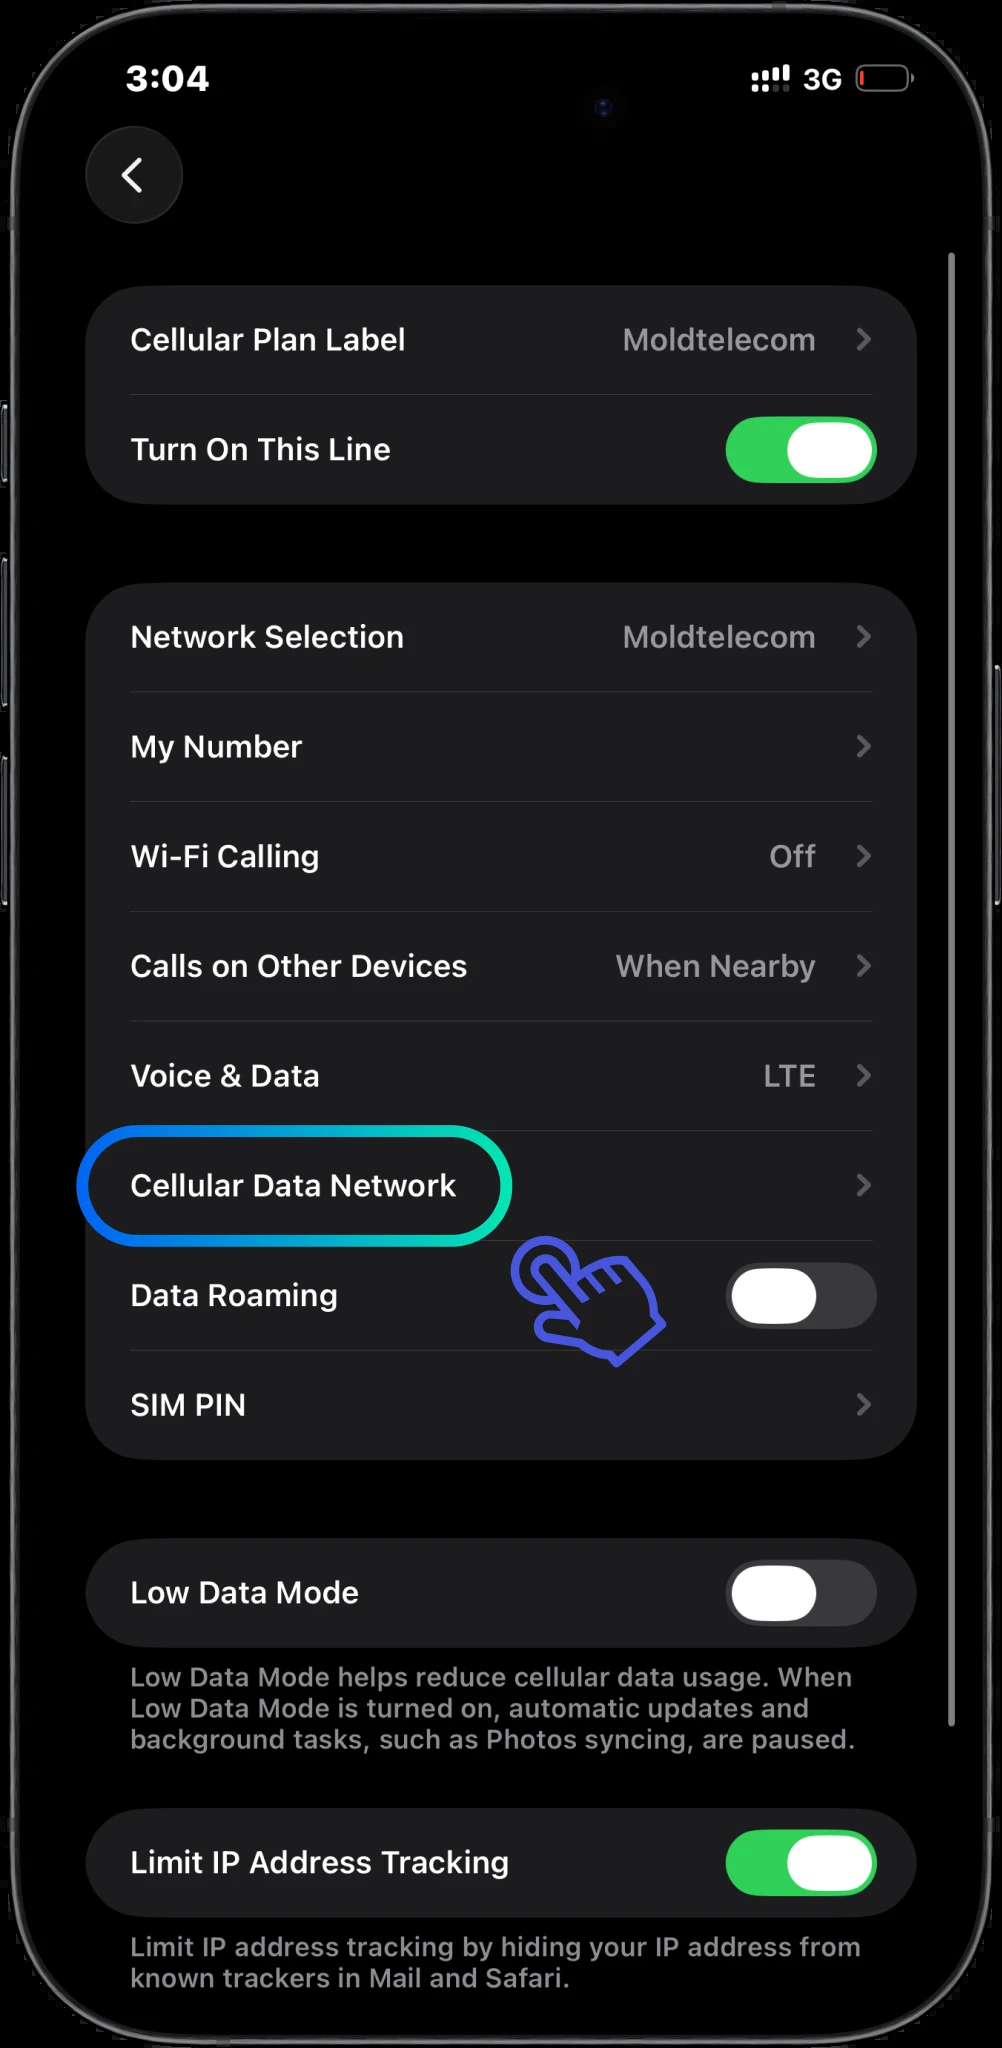 3:04 3G
Cellular Plan Label Moldtelecom
Turn On This Line
Network Selection Moldtelecom
My Number
Wi-Fi Calling Off
Calls on Other Devices When Nearby
Voice & Data LTE
Cellular Data Network
Data Roaming
SIM PIN
Low Data Mode
Low Data Mode helps reduce cellular data usage. When
Low Data Mode is turned on, automatic updates and
background tasks, such as Photos syncing, are paused.
Limit IP Address Tracking
Limit IP address tracking by hiding your IP address from
known trackers in Mail and Safari.